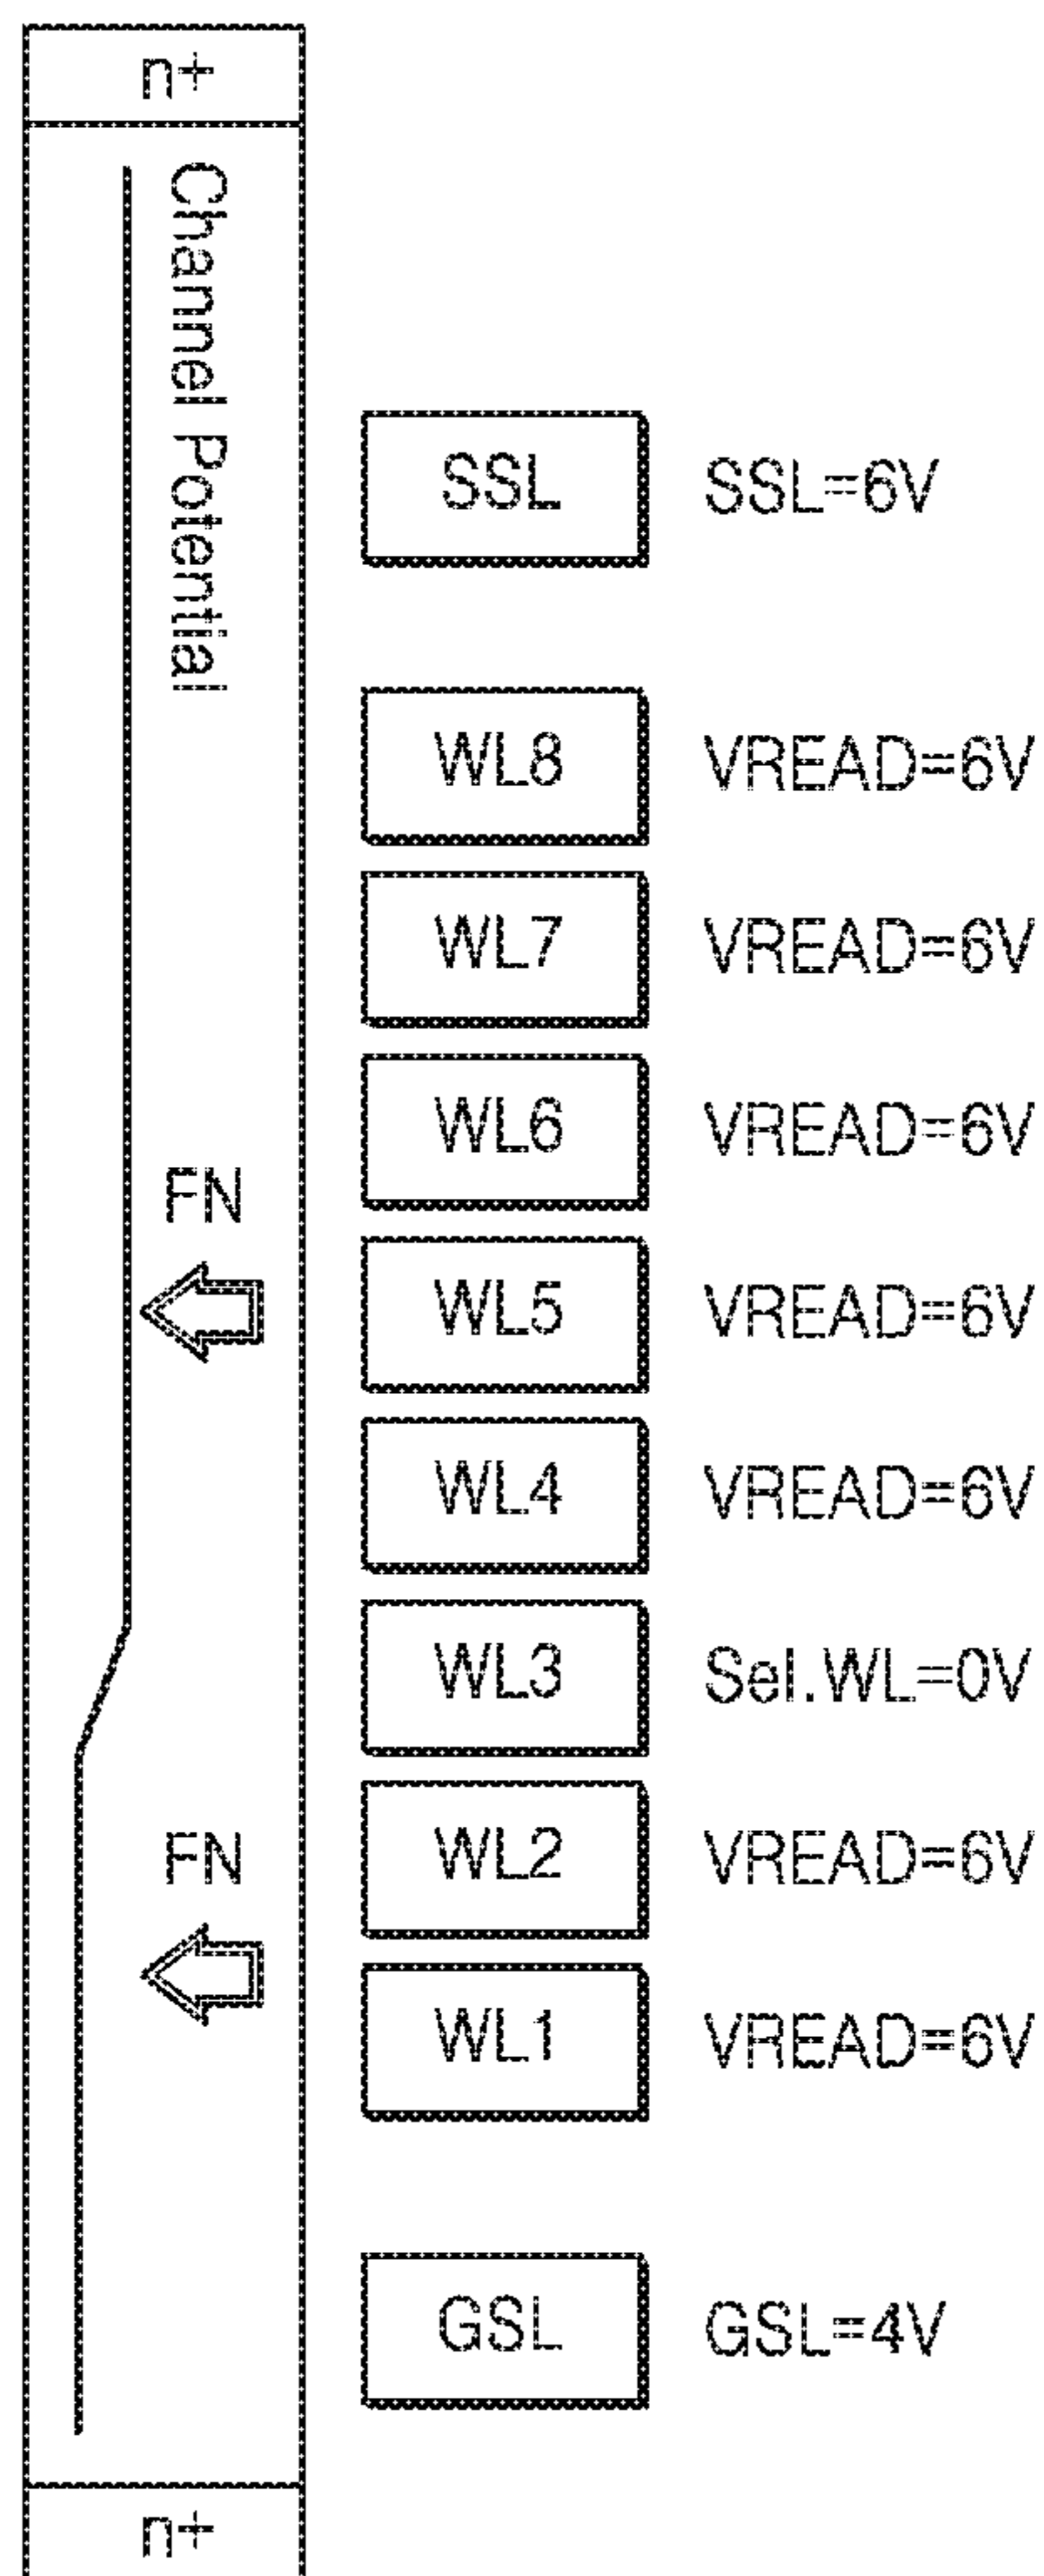 n+
Channel Potential
SSL SSL=6V
WL8 VREAD=6V
WL7 VREAD=6V
WL6 VREAD=6V
FN
WL5 VREAD=6V
WL4 VREAD=6V
WL3 Sel.WL=0V
WL2 VREAD=6V
FN
WL1 VREAD=6V
GSL GSL=4V
n+